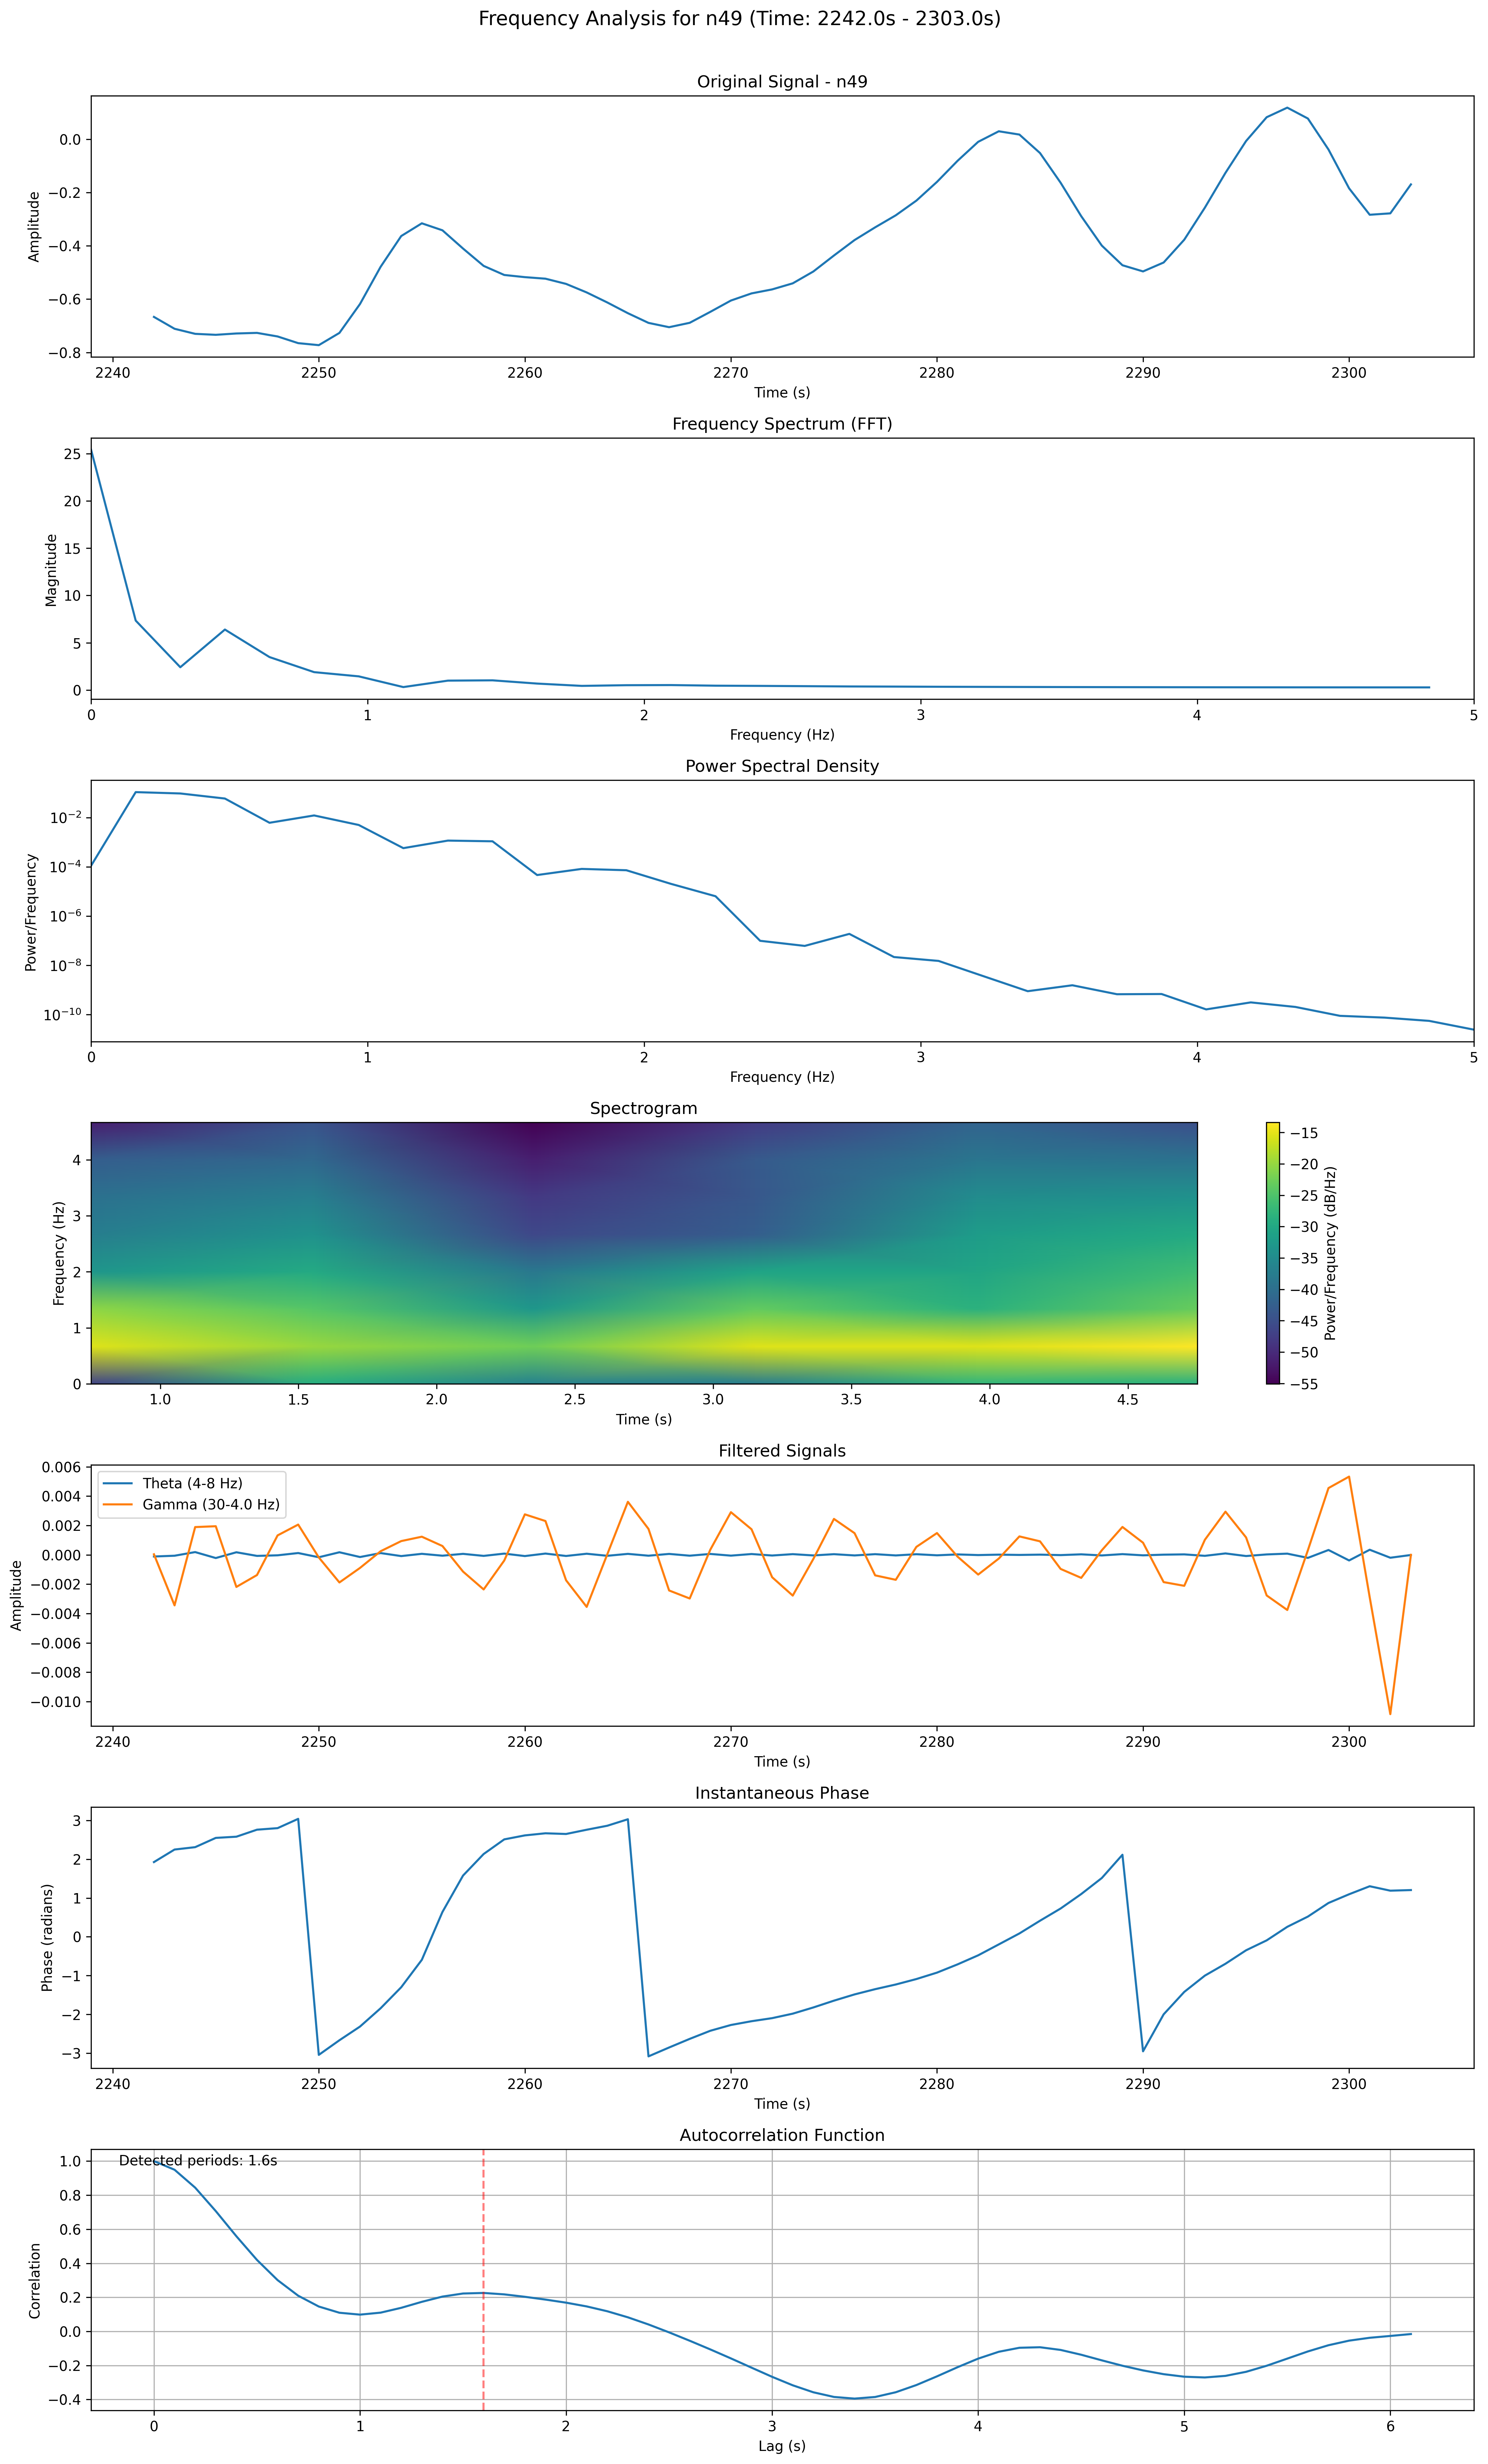 Frequency Analysis for n49 (Time: 2242.0s - 2303.0s)
Original Signal - n49
Amplitude
0.0
−0.2
−0.4
−0.6
−0.8
2240 2250 2260 2270 2280 2290 2300
Time (s)
Frequency Spectrum (FFT)
Magnitude
25
20
15
10
5
0
0 1 2 3 4 5
Frequency (Hz)
Power Spectral Density
Power/Frequency
10⁻²
10⁻⁴
10⁻⁶
10⁻⁸
10⁻¹⁰
0 1 2 3 4 5
Frequency (Hz)
Spectrogram
Frequency (Hz)
4
3
2
1
0
1.0 1.5 2.0 2.5 3.0 3.5 4.0 4.5
Time (s)
−15
−20
−25
−30
−35
−40
−45
−50
−55
Power/Frequency (dB/Hz)
Filtered Signals
Theta (4-8 Hz)
Gamma (30-4.0 Hz)
Amplitude
0.006
0.004
0.002
0.000
−0.002
−0.004
−0.006
−0.008
−0.010
2240 2250 2260 2270 2280 2290 2300
Time (s)
Instantaneous Phase
Phase (radians)
3
2
1
0
−1
−2
−3
2240 2250 2260 2270 2280 2290 2300
Time (s)
Autocorrelation Function
Detected periods: 1.6s
Correlation
1.0
0.8
0.6
0.4
0.2
0.0
−0.2
−0.4
0 1 2 3 4 5 6
Lag (s)